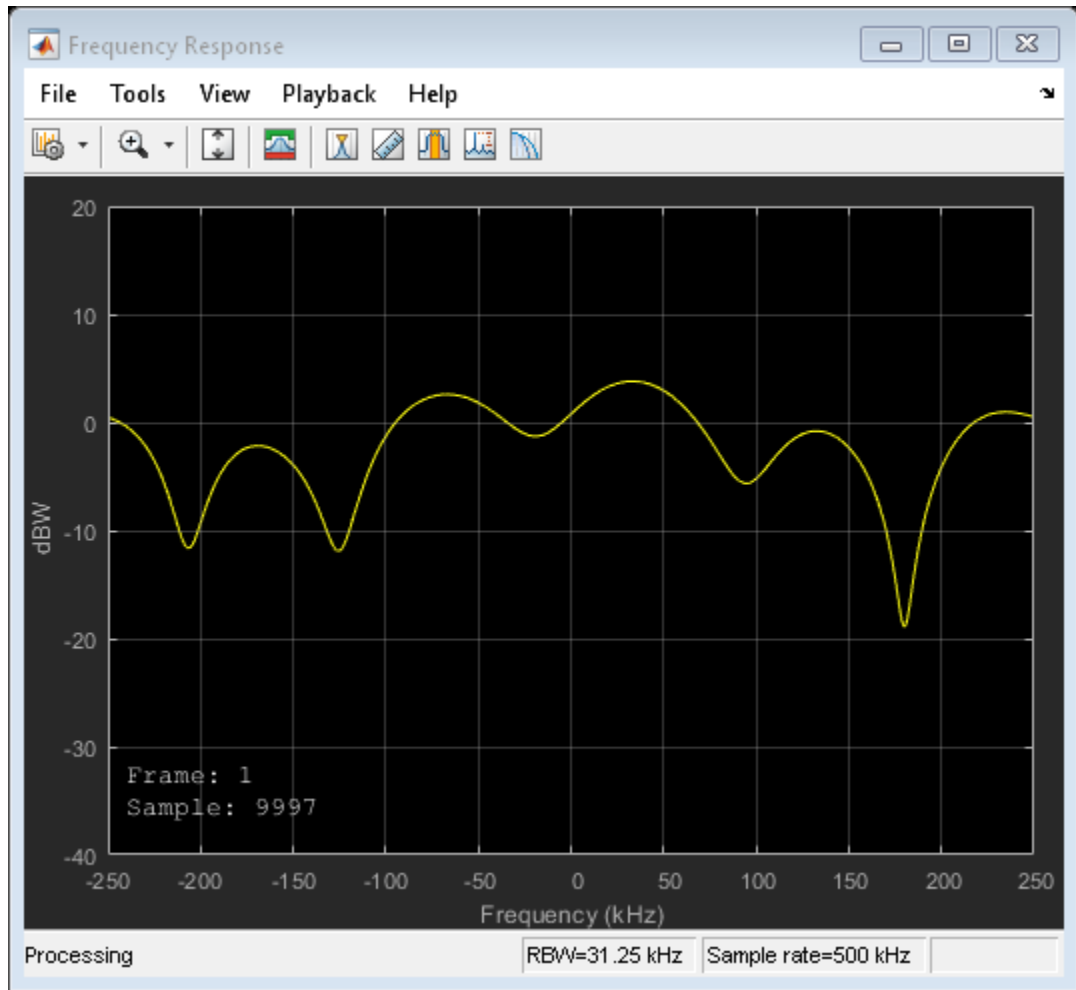 Frequency Response
File Tools View Playback Help
20
10
0
-10
-20
-30
-40
dBW
Frame: 1
Sample: 9997
-250 -200 -150 -100 -50 0 50 100 150 200 250
Frequency (kHz)
Processing RBW=31.25 kHz Sample rate=500 kHz